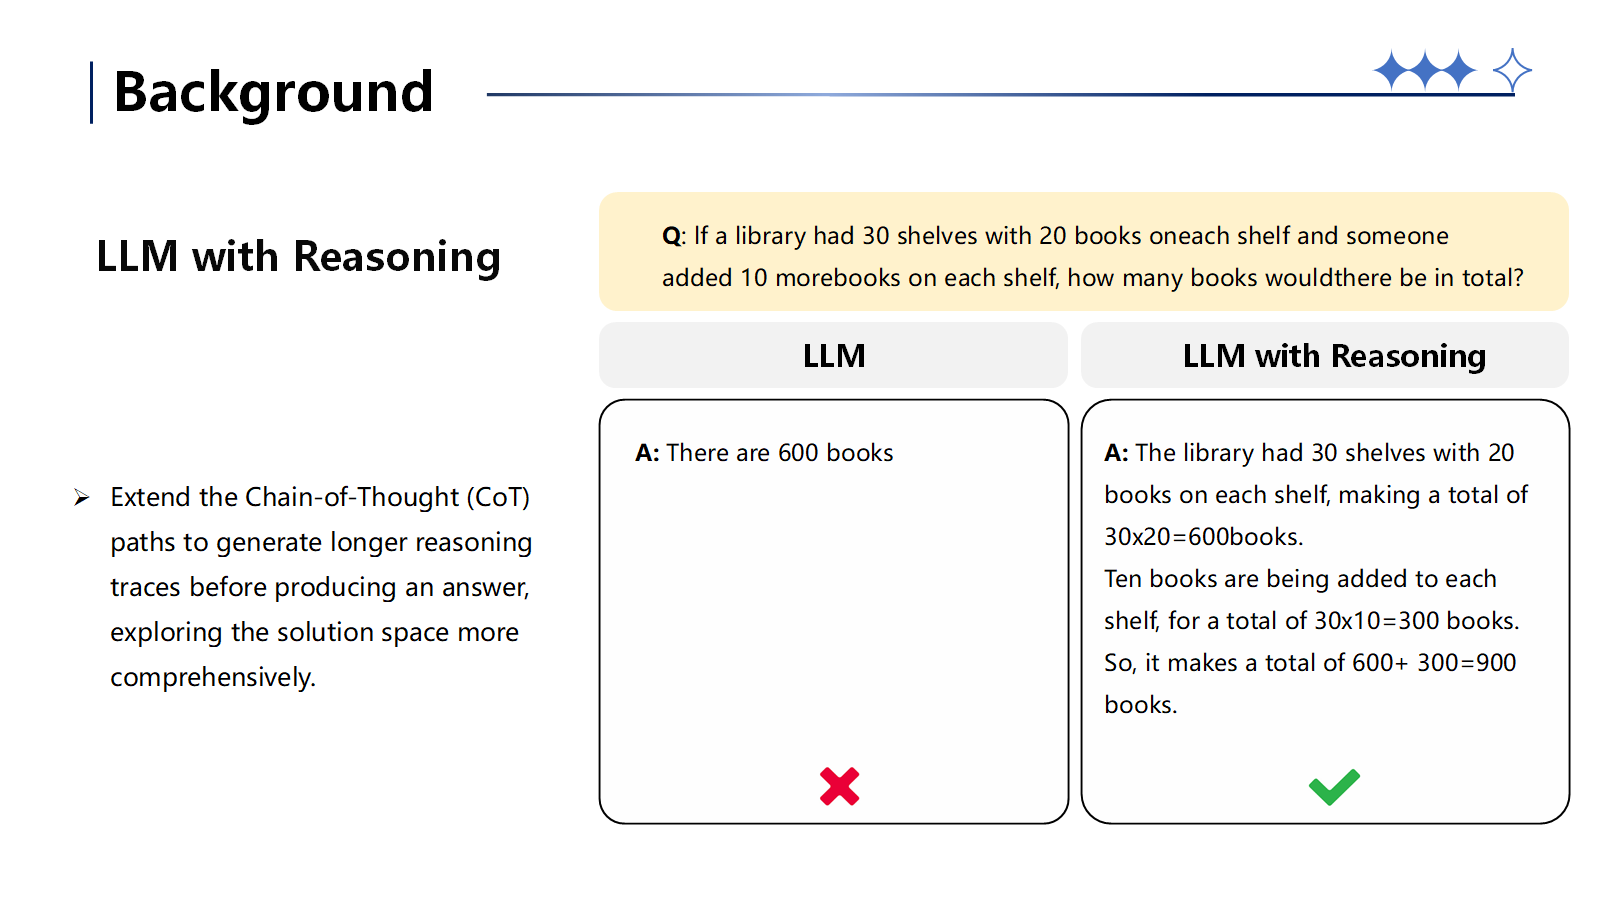 Background
LLM with Reasoning
➢ Extend the Chain-of-Thought (CoT)
paths to generate longer reasoning
traces before producing an answer,
exploring the solution space more
comprehensively.
Q: If a library had 30 shelves with 20 books oneach shelf and someone
added 10 morebooks on each shelf, how many books wouldthere be in total?
LLM
LLM with Reasoning
A: There are 600 books
A: The library had 30 shelves with 20
books on each shelf, making a total of
30x20=600books.
Ten books are being added to each
shelf, for a total of 30x10=300 books.
So, it makes a total of 600+ 300=900
books.